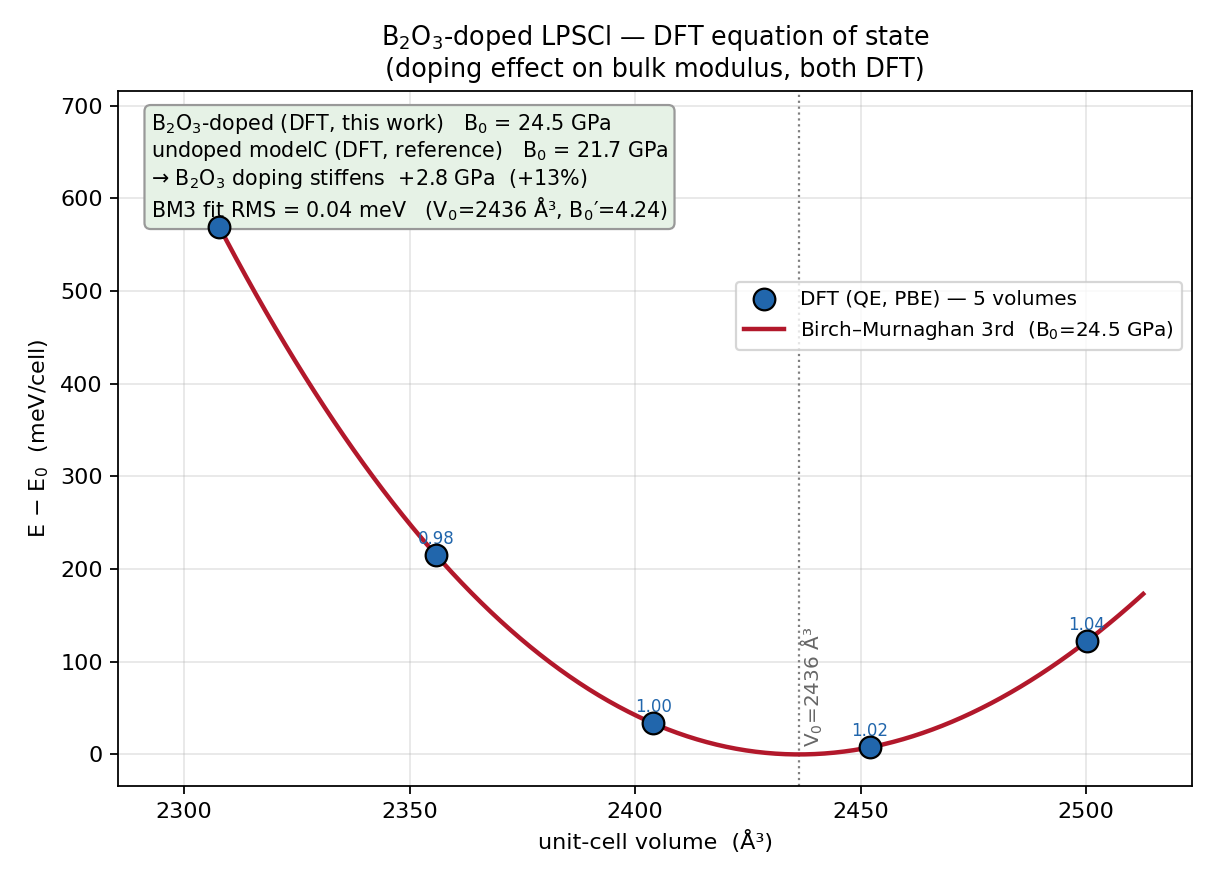 B₂O₃-doped LPSCl — DFT equation of state
(doping effect on bulk modulus, both DFT)
B₂O₃-doped (DFT, this work) B₀ = 24.5 GPa
undoped modelC (DFT, reference) B₀ = 21.7 GPa
→ B₂O₃ doping stiffens +2.8 GPa (+13%)
BM3 fit RMS = 0.04 meV (V₀=2436 Å³, B₀′=4.24)
DFT (QE, PBE) — 5 volumes
Birch–Murnaghan 3rd (B₀=24.5 GPa)
E − E₀ (meV/cell)
700
600
500
400
300
200
100
0
0.98
1.00
1.02
1.04
V₀=2436 Å³
2300
2350
2400
2450
2500
unit-cell volume (Å³)